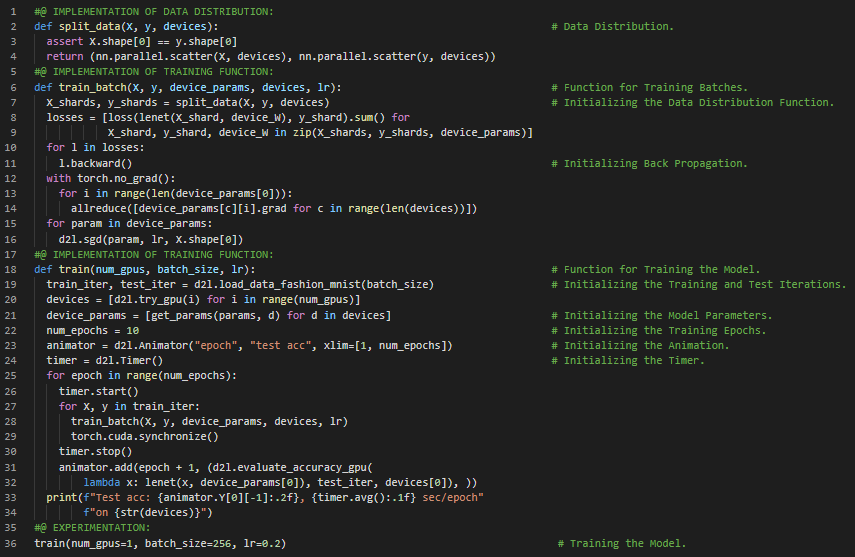 1 #@ IMPLEMENTATION OF DATA DISTRIBUTION:
2 def split_data(X, y, devices): # Data Distribution.
3 assert X.shape[0] == y.shape[0]
4 return (nn.parallel.scatter(X, devices), nn.parallel.scatter(y, devices))
5 #@ IMPLEMENTATION OF TRAINING FUNCTION:
6 def train_batch(X, y, device_params, devices, lr): # Function for Training Batches.
7 X_shards, y_shards = split_data(X, y, devices) # Initializing the Data Distribution Function.
8 losses = [loss(lenet(X_shard, device_W), y_shard).sum() for
9 X_shard, y_shard, device_W in zip(X_shards, y_shards, device_params)]
10 for l in losses:
11 l.backward() # Initializing Back Propagation.
12 with torch.no_grad():
13 for i in range(len(device_params[0])):
14 allreduce([device_params[c][i].grad for c in range(len(devices))])
15 for param in device_params:
16 d2l.sgd(param, lr, X.shape[0])
17 #@ IMPLEMENTATION OF TRAINING FUNCTION:
18 def train(num_gpus, batch_size, lr): # Function for Training the Model.
19 train_iter, test_iter = d2l.load_data_fashion_mnist(batch_size) # Initializing the Training and Test Iterations.
20 devices = [d2l.try_gpu(i) for i in range(num_gpus)]
21 device_params = [get_params(params, d) for d in devices] # Initializing the Model Parameters.
22 num_epochs = 10 # Initializing the Training Epochs.
23 animator = d2l.Animator("epoch", "test acc", xlim=[1, num_epochs]) # Initializing the Animation.
24 timer = d2l.Timer() # Initializing the Timer.
25 for epoch in range(num_epochs):
26 timer.start()
27 for X, y in train_iter:
28 train_batch(X, y, device_params, devices, lr)
29 torch.cuda.synchronize()
30 timer.stop()
31 animator.add(epoch + 1, (d2l.evaluate_accuracy_gpu(
32 lambda x: lenet(x, device_params[0]), test_iter, devices[0]), ))
33 print(f"Test acc: {animator.Y[0][-1]:.2f}, {timer.avg():.1f} sec/epoch"
34 f"on {str(devices)}")
35 #@ EXPERIMENTATION:
36 train(num_gpus=1, batch_size=256, lr=0.2) # Training the Model.